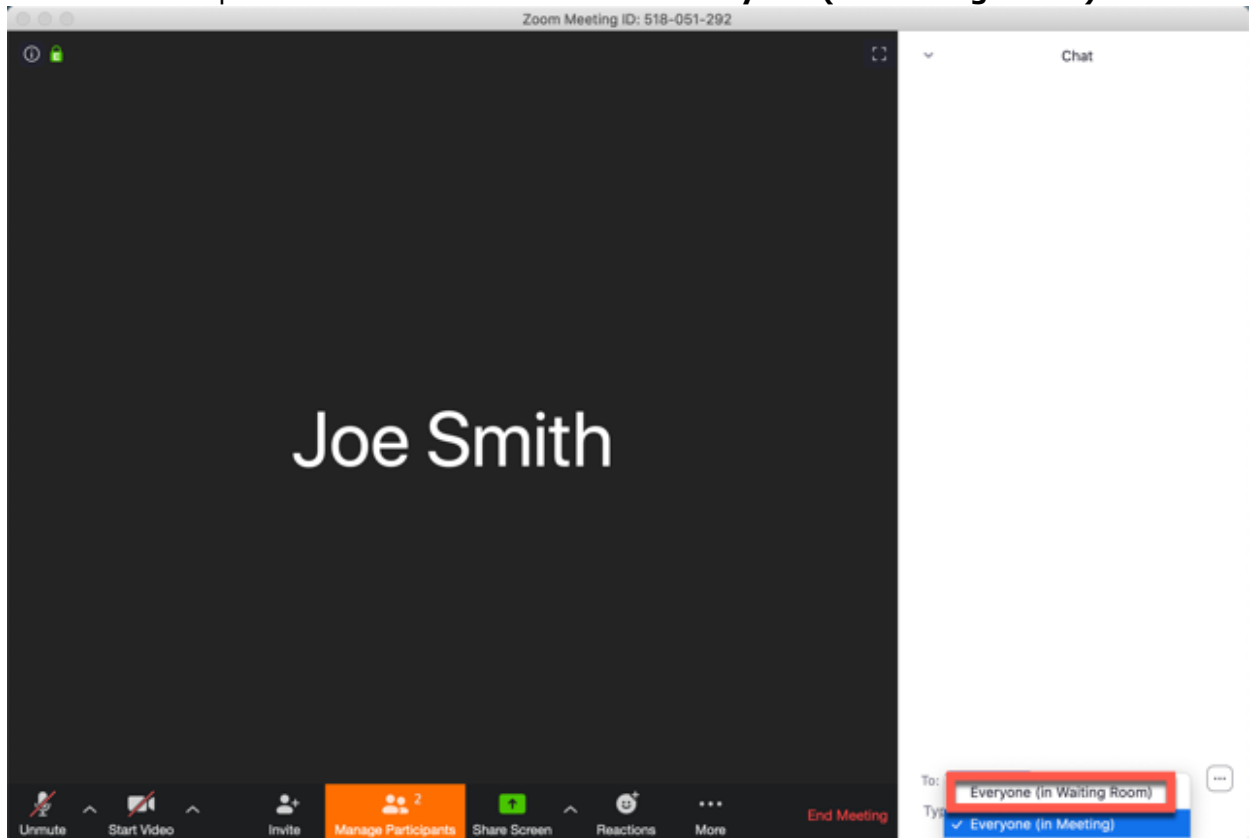 Zoom Meeting ID: 518-051-292
Chat
Joe Smith
To:
Everyone (in Waiting Room)
Everyone (in Meeting)
2
Unmute Start Video Invite Manage Participants Share Screen Reactions More End Meeting